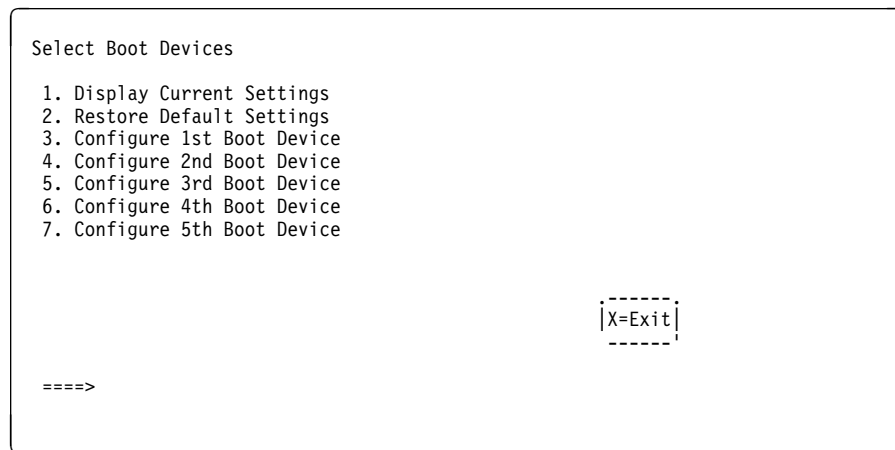 Select Boot Devices
1. Display Current Settings
2. Restore Default Settings
3. Configure 1st Boot Device
4. Configure 2nd Boot Device
5. Configure 3rd Boot Device
6. Configure 4th Boot Device
7. Configure 5th Boot Device
.------.
|X=Exit|
------'
====>